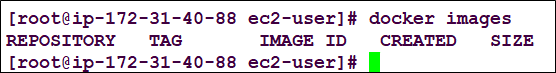 [root@ip-172-31-40-88 ec2-user]# docker images
REPOSITORY   TAG       IMAGE ID   CREATED   SIZE
[root@ip-172-31-40-88 ec2-user]#